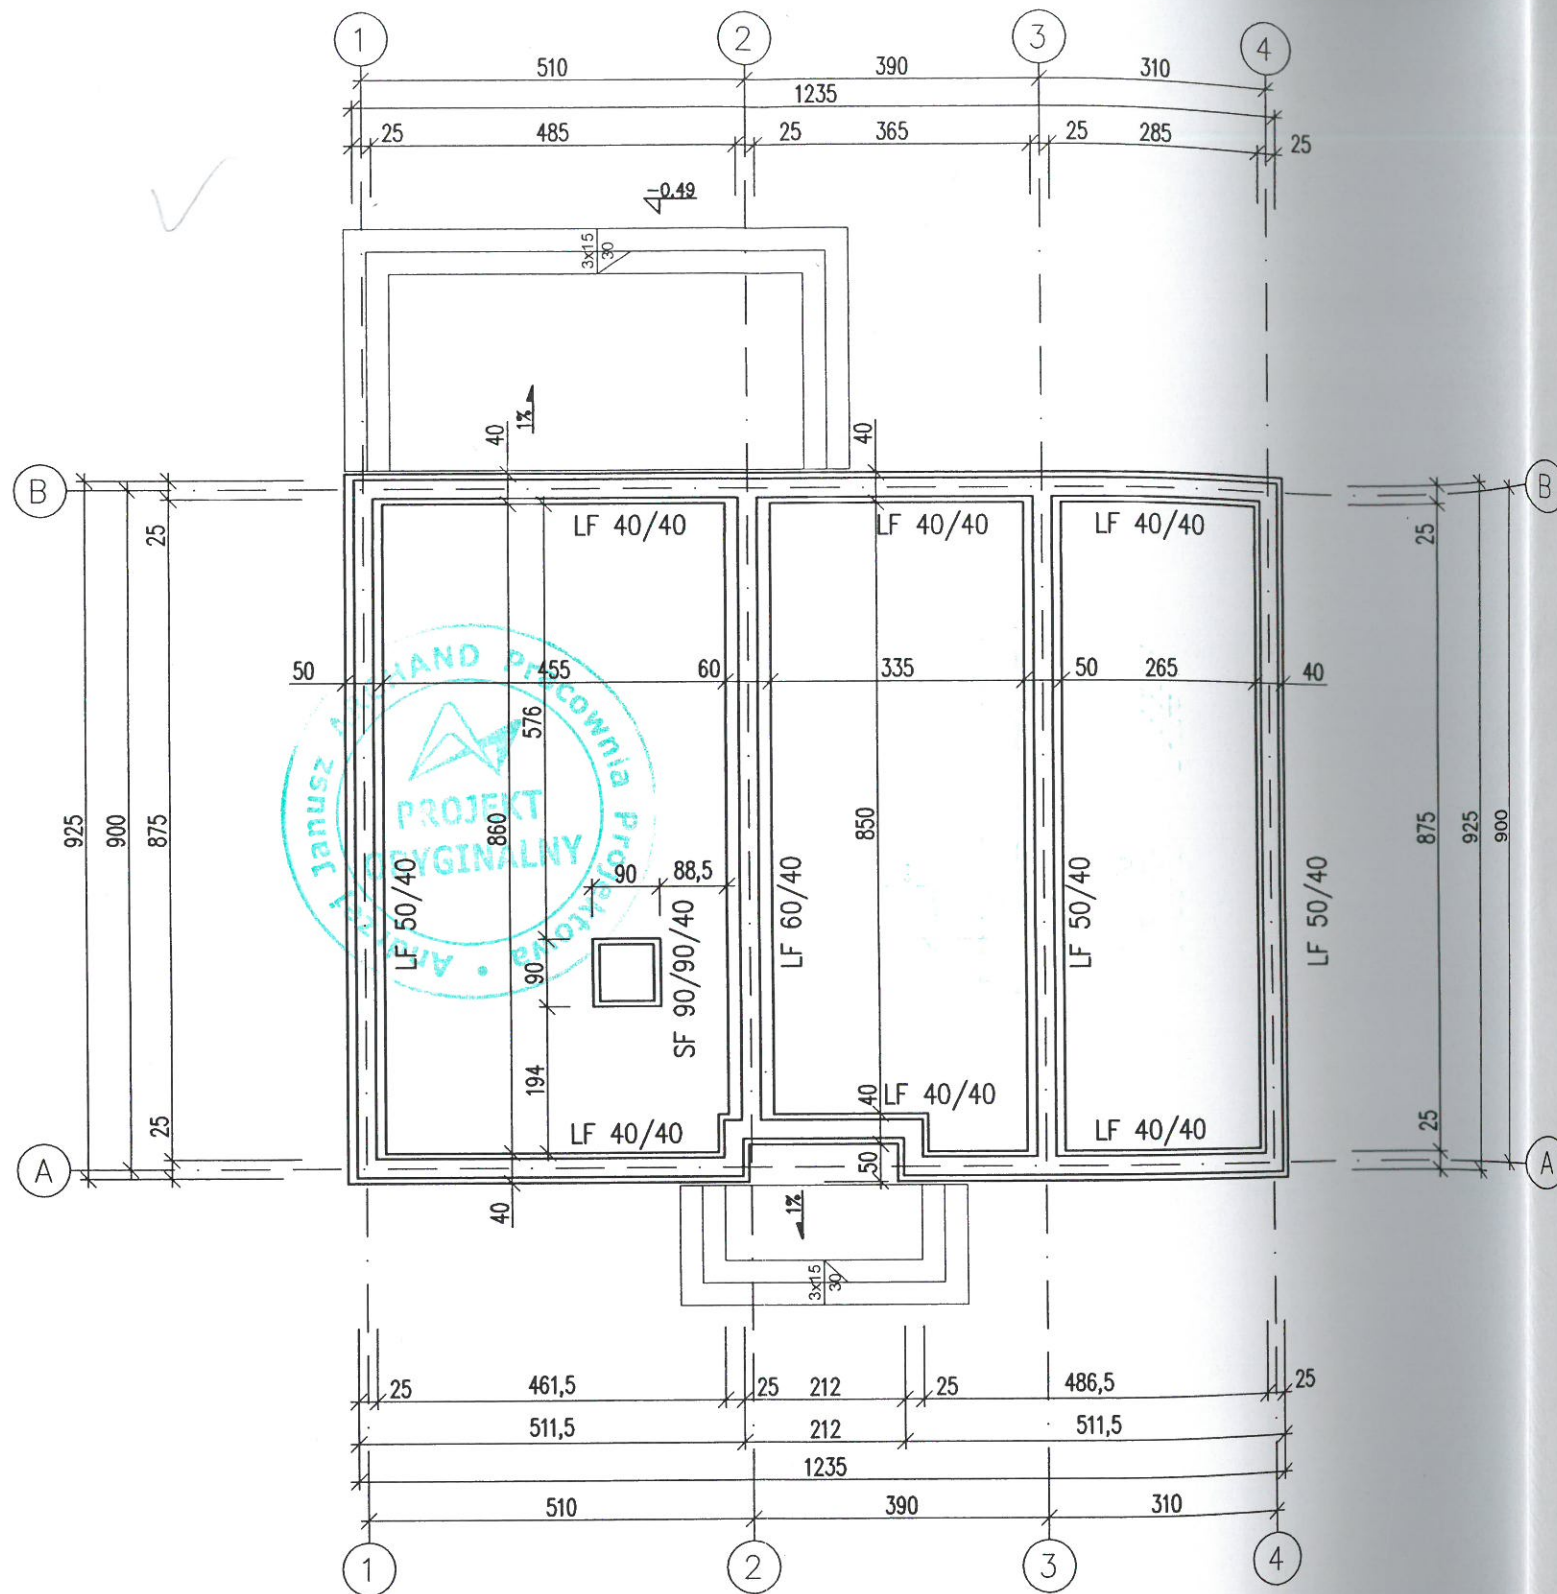 1 2 3 4
510 390 310
1235
25 485 25 365 25 285 25
-0.49
3x15
30
1%
40 40
B B
25 25
LF 40/40 LF 40/40 LF 40/40
50 455 60 335 50 265 40
576
925 900 875 860 850 875 925 900
90 88,5
LF 50/40 LF 60/40 LF 50/40 LF 50/40
SF 90/90/40
90
194
40 LF 40/40
25 LF 40/40 LF 40/40 25
A A
50
40
1%
3x15
30
25 461,5 25 212 25 486,5 25
511,5 212 511,5
1235
510 390 310
1 2 3 4
HAND Pracownia Projektowa • Janusz
PROJEKT
ORYGINALNY